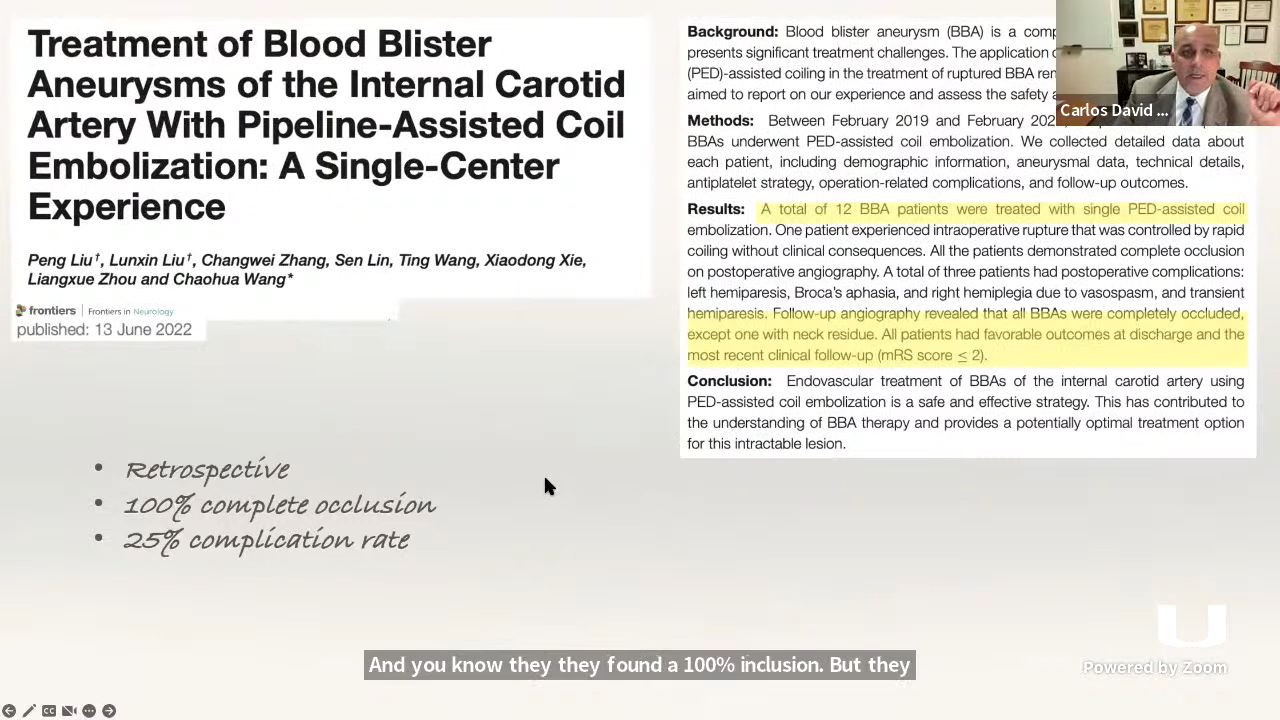 Treatment of Blood Blister
Aneurysms of the Internal Carotid
Artery With Pipeline-Assisted Coil
Embolization: A Single-Center
Experience
Peng Liu†, Lunxin Liu†, Changwei Zhang, Sen Lin, Ting Wang, Xiaodong Xie,
Liangxue Zhou and Chaohua Wang*
frontiers | Frontiers in Neurology
published: 13 June 2022
• Retrospective
• 100% complete occlusion
• 25% complication rate
Background: Blood blister aneurysm (BBA) is a comp
presents significant treatment challenges. The application
(PED)-assisted coiling in the treatment of ruptured BBA
aimed to report on our experience and assess the safety
Methods: Between February 2019 and February
BBAs underwent PED-assisted coil embolization. We collected detailed data about
each patient, including demographic information, aneurysmal data, technical details,
antiplatelet strategy, operation-related complications, and follow-up outcomes.
Results: A total of 12 BBA patients were treated with single PED-assisted coil
embolization. One patient experienced intraoperative rupture that was controlled by rapid
coiling without clinical consequences. All the patients demonstrated complete occlusion
on postoperative angiography. A total of three patients had postoperative complications:
left hemiparesis, Broca's aphasia, and right hemiplegia due to vasospasm, and transient
hemiparesis. Follow-up angiography revealed that all BBAs were completely occluded,
except one with neck residue. All patients had favorable outcomes at discharge and the
most recent clinical follow-up (mRS score ≤ 2).
Conclusion: Endovascular treatment of BBAs of the internal carotid artery using
PED-assisted coil embolization is a safe and effective strategy. This has contributed to
the understanding of BBA therapy and provides a potentially optimal treatment option
for this intractable lesion.
Carlos David ...
And you know they they found a 100% inclusion. But they
Powered by Zoom
CC